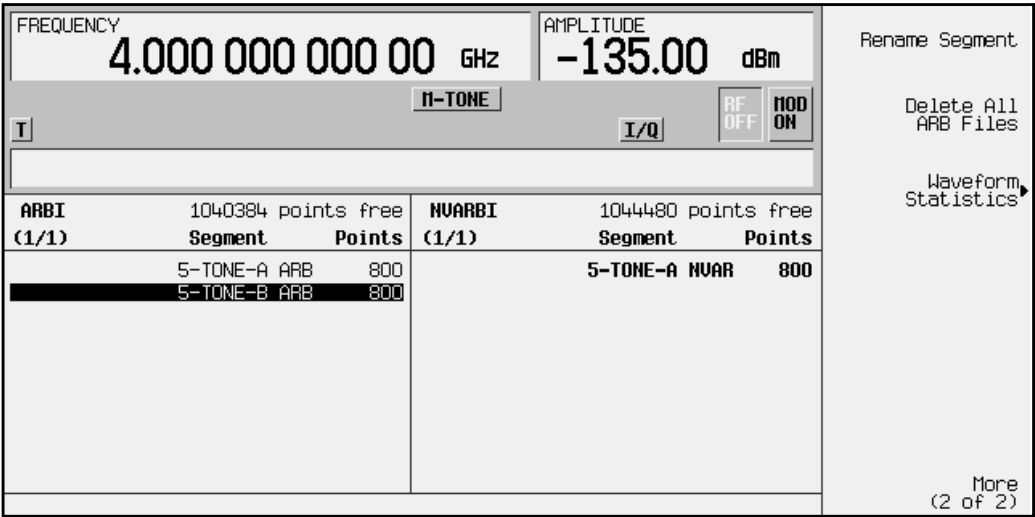 FREQUENCY
4.000 000 000 00 GHz
AMPLITUDE
-135.00 dBm
M-TONE
T
I/Q
RF OFF
MOD ON
ARBI 1040384 points free
(1/1) Segment Points
5-TONE-A ARB 800
5-TONE-B ARB 800
NVARBI 1044480 points free
(1/1) Segment Points
5-TONE-A NVAR 800
Rename Segment
Delete All
ARB Files
Waveform
Statistics
More
(2 of 2)